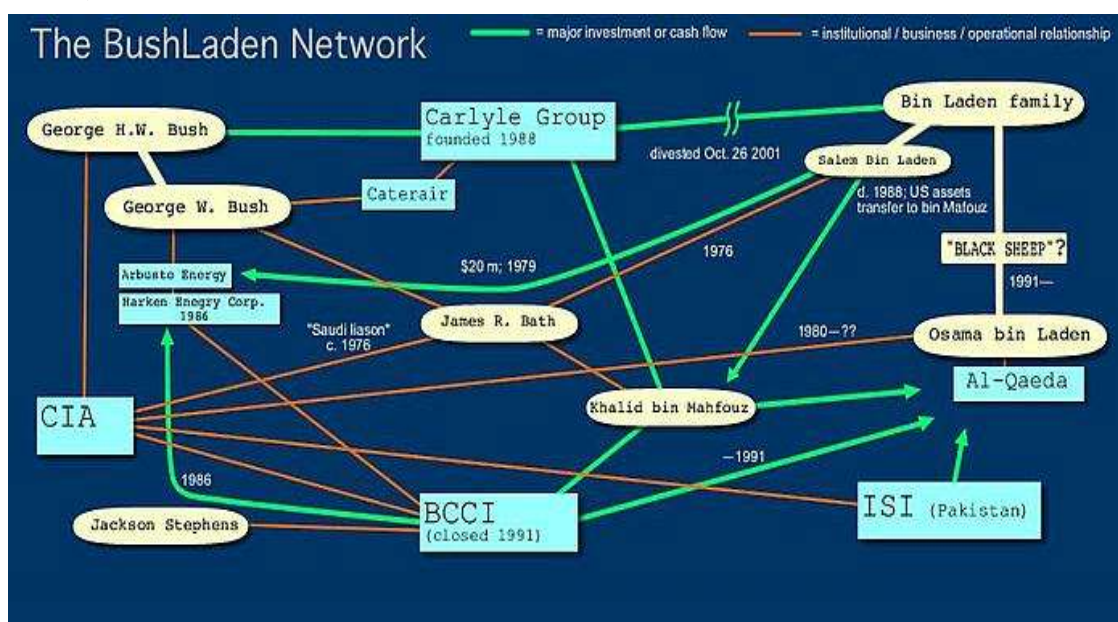 The BushLaden Network
= major investment or cash flow
= institutional / business / operational relationship
George H.W. Bush
Carlyle Group
founded 1988
Bin Laden family
divested Oct. 26 2001
Salem Bin Laden
George W. Bush
Caterair
d. 1988; US assets
transfer to bin Mafouz
"BLACK SHEEP"?
1976
1991—
Arbusto Energy
$20 m; 1979
Harken Enegry Corp.
1986
"Saudi liason"
c. 1976
James R. Bath
1980—??
Osama bin Laden
Al-Qaeda
CIA
Khalid bin Mahfouz
—1991
1986
BCCI
(closed 1991)
ISI (Pakistan)
Jackson Stephens